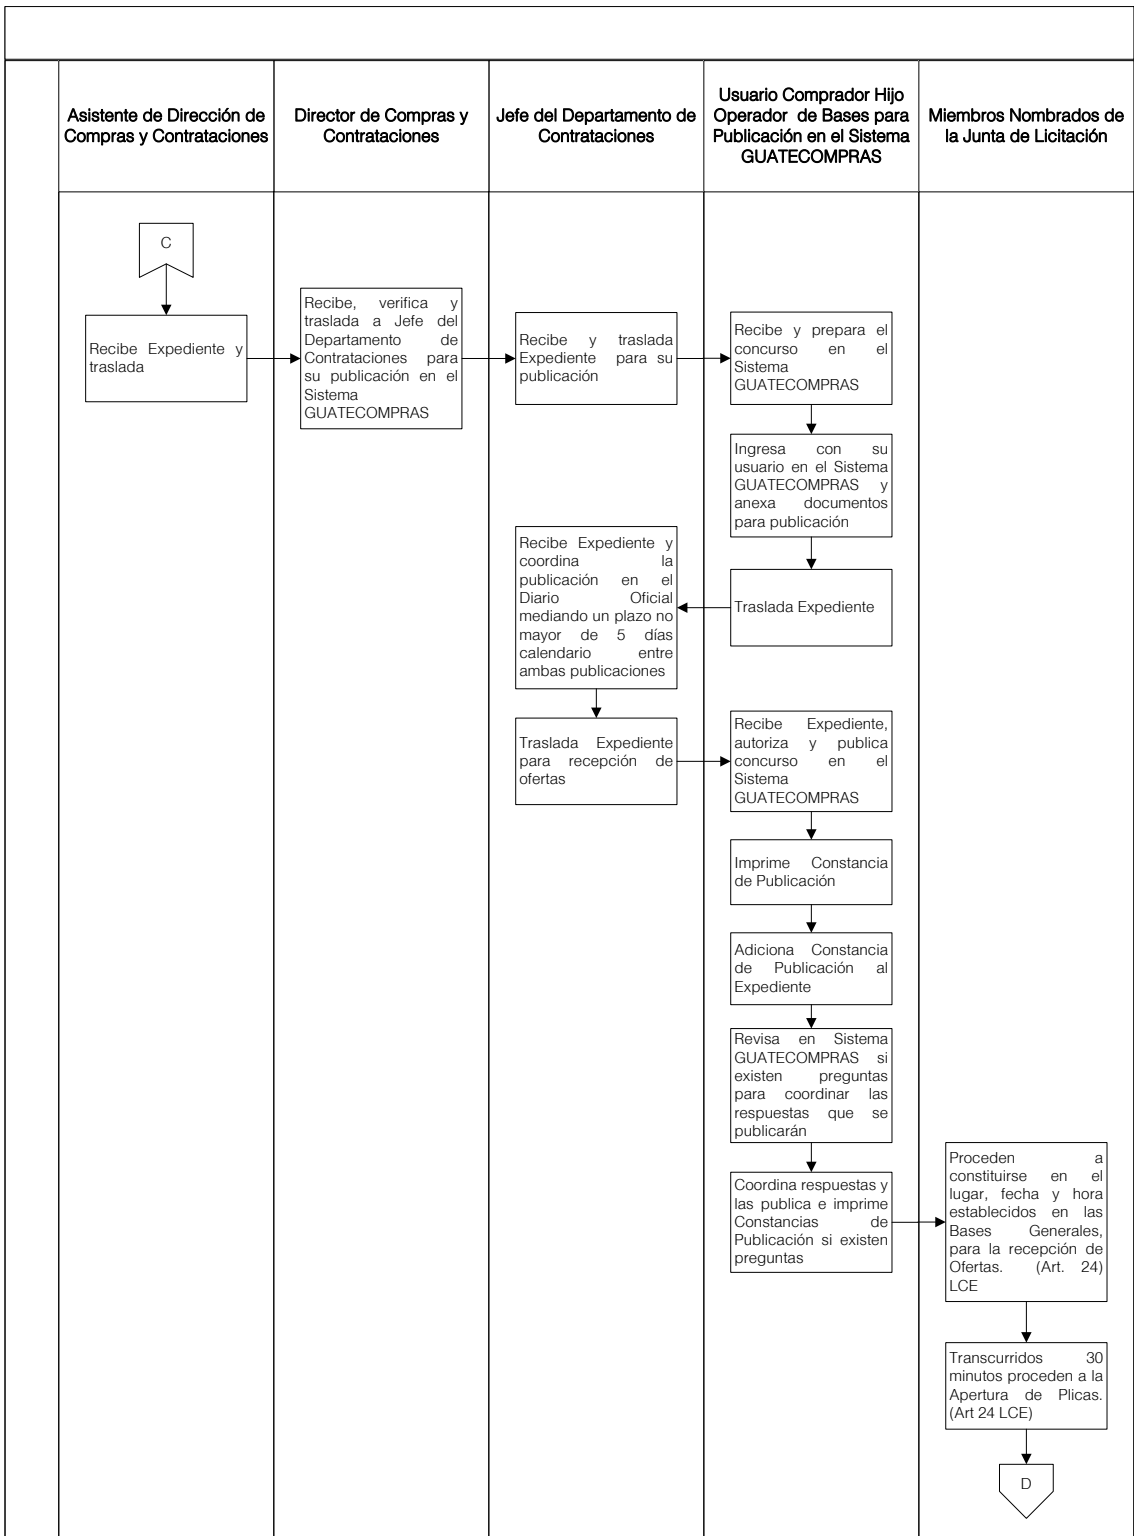 Asistente de Dirección de
Compras y Contrataciones
Director de Compras y
Contrataciones
Jefe del Departamento de
Contrataciones
Usuario Comprador Hijo
Operador de Bases para
Publicación en el Sistema
GUATECOMPRAS
Miembros Nombrados de
la Junta de Licitación
C
Recibe Expediente y
traslada
Recibe, verifica y
traslada a Jefe del
Departamento de
Contrataciones para
su publicación en el
Sistema
GUATECOMPRAS
Recibe y traslada
Expediente para su
publicación
Recibe y prepara el
concurso en el
Sistema
GUATECOMPRAS
Ingresa con su
usuario en el Sistema
GUATECOMPRAS y
anexa documentos
para publicación
Traslada Expediente
Recibe Expediente y
coordina la
publicación en el
Diario Oficial
mediando un plazo no
mayor de 5 días
calendario entre
ambas publicaciones
Traslada Expediente
para recepción de
ofertas
Recibe Expediente,
autoriza y publica
concurso en el
Sistema
GUATECOMPRAS
Imprime Constancia
de Publicación
Adiciona Constancia
de Publicación al
Expediente
Revisa en Sistema
GUATECOMPRAS si
existen preguntas
para coordinar las
respuestas que se
publicarán
Coordina respuestas y
las publica e imprime
Constancias de
Publicación si existen
preguntas
Proceden a
constituirse en el
lugar, fecha y hora
establecidos en las
Bases Generales,
para la recepción de
Ofertas. (Art. 24)
LCE
Transcurridos 30
minutos proceden a la
Apertura de Plicas.
(Art 24 LCE)
D